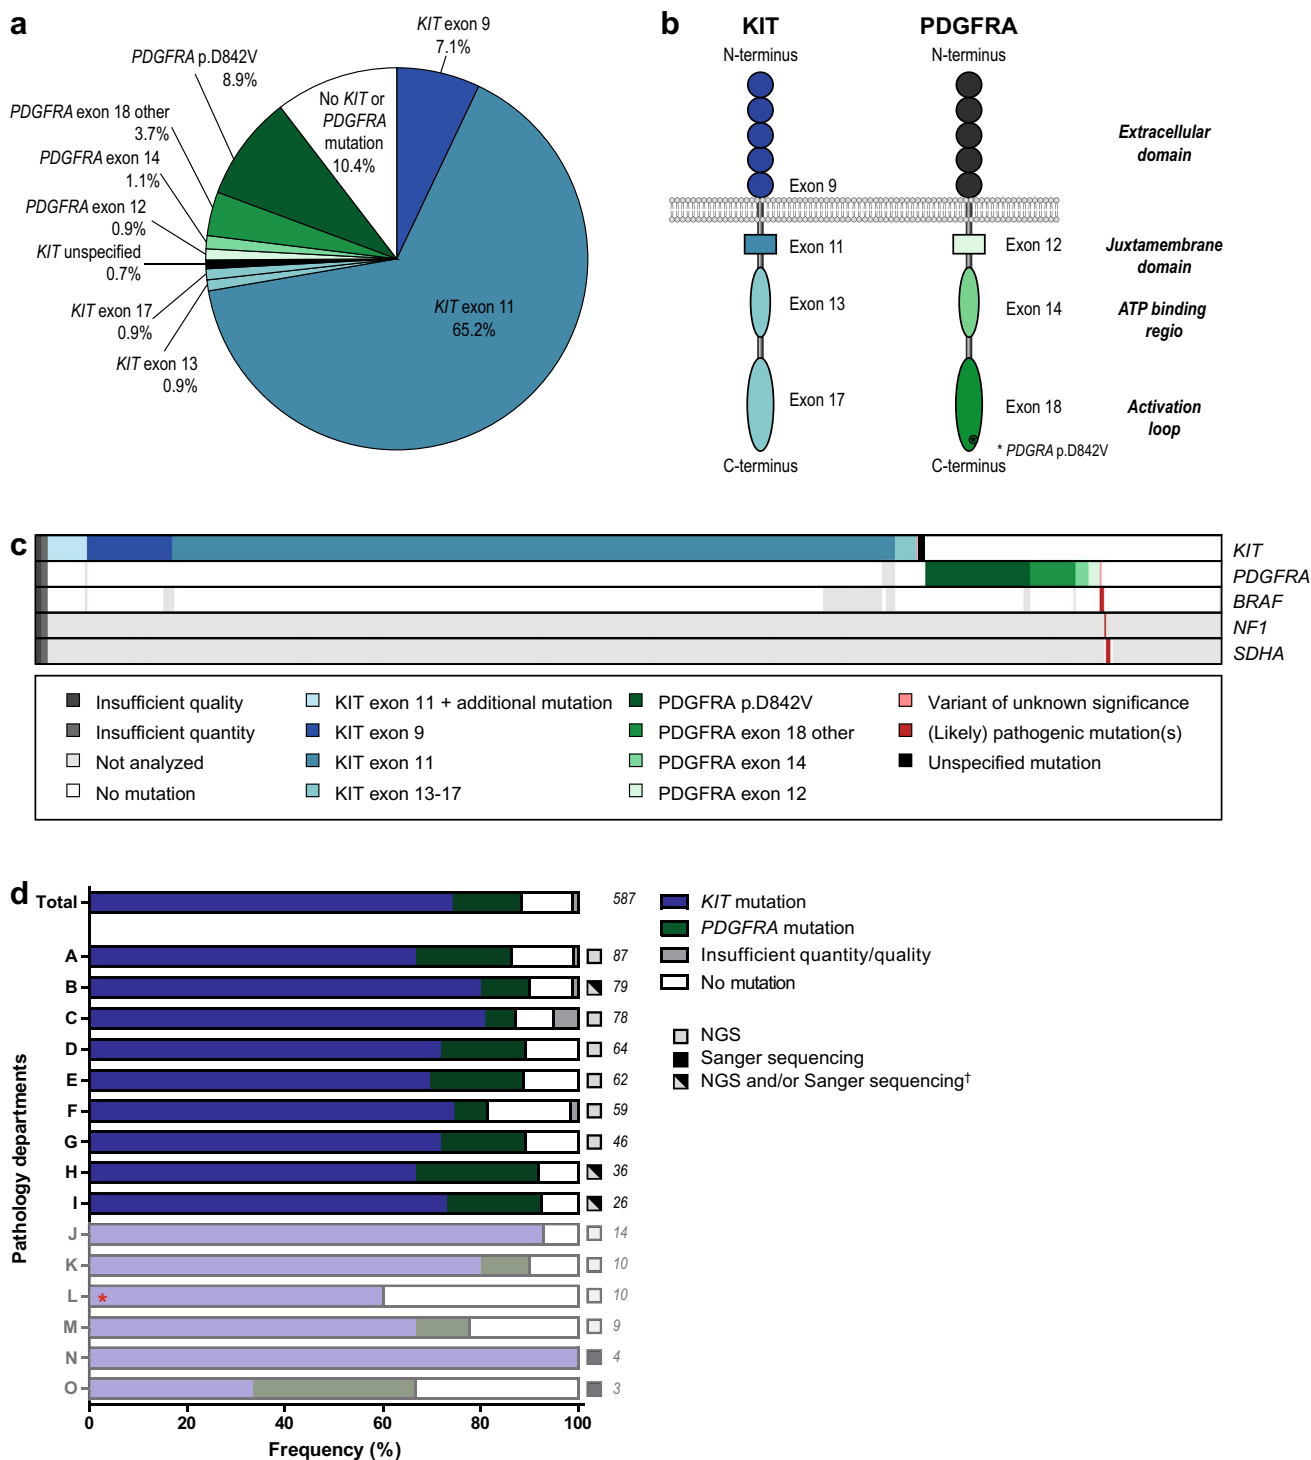 a
KIT exon 9
7.1%
PDGFRA p.D842V
8.9%
PDGFRA exon 18 other
3.7%
PDGFRA exon 14
1.1%
PDGFRA exon 12
0.9%
KIT unspecified
0.7%
KIT exon 17
0.9%
KIT exon 13
0.9%
No KIT or
PDGFRA
mutation
10.4%
KIT exon 11
65.2%
b
KIT
PDGFRA
N-terminus
N-terminus
Extracellular
domain
Exon 9
Exon 11
Exon 12
Juxtamembrane
domain
Exon 13
Exon 14
ATP binding
regio
Exon 17
Exon 18
Activation
loop
* PDGRA p.D842V
C-terminus
C-terminus
c
KIT
PDGFRA
BRAF
NF1
SDHA
Insufficient quality
Insufficient quantity
Not analyzed
No mutation
KIT exon 11 + additional mutation
KIT exon 9
KIT exon 11
KIT exon 13-17
PDGFRA p.D842V
PDGFRA exon 18 other
PDGFRA exon 14
PDGFRA exon 12
Variant of unknown significance
(Likely) pathogenic mutation(s)
Unspecified mutation
d
Total 587
A 87
B 79
C 78
D 64
E 62
F 59
G 46
H 36
I 26
J 14
K 10
L * 10
M 9
N 4
O 3
Pathology departments
0 20 40 60 80 100
Frequency (%)
KIT mutation
PDGFRA mutation
Insufficient quantity/quality
No mutation
NGS
Sanger sequencing
NGS and/or Sanger sequencing†